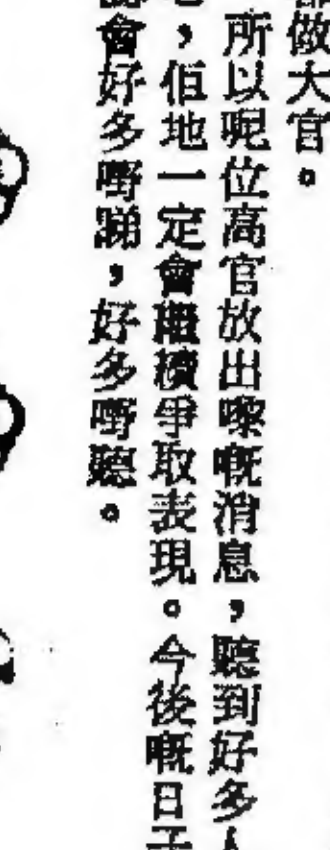 做大官。
所以呢位高官放出嚟嘅消息,聽到好多
,佢地一定會繼續爭取表現。今後嘅日子
會好多嘢睇,好多嘢聽。